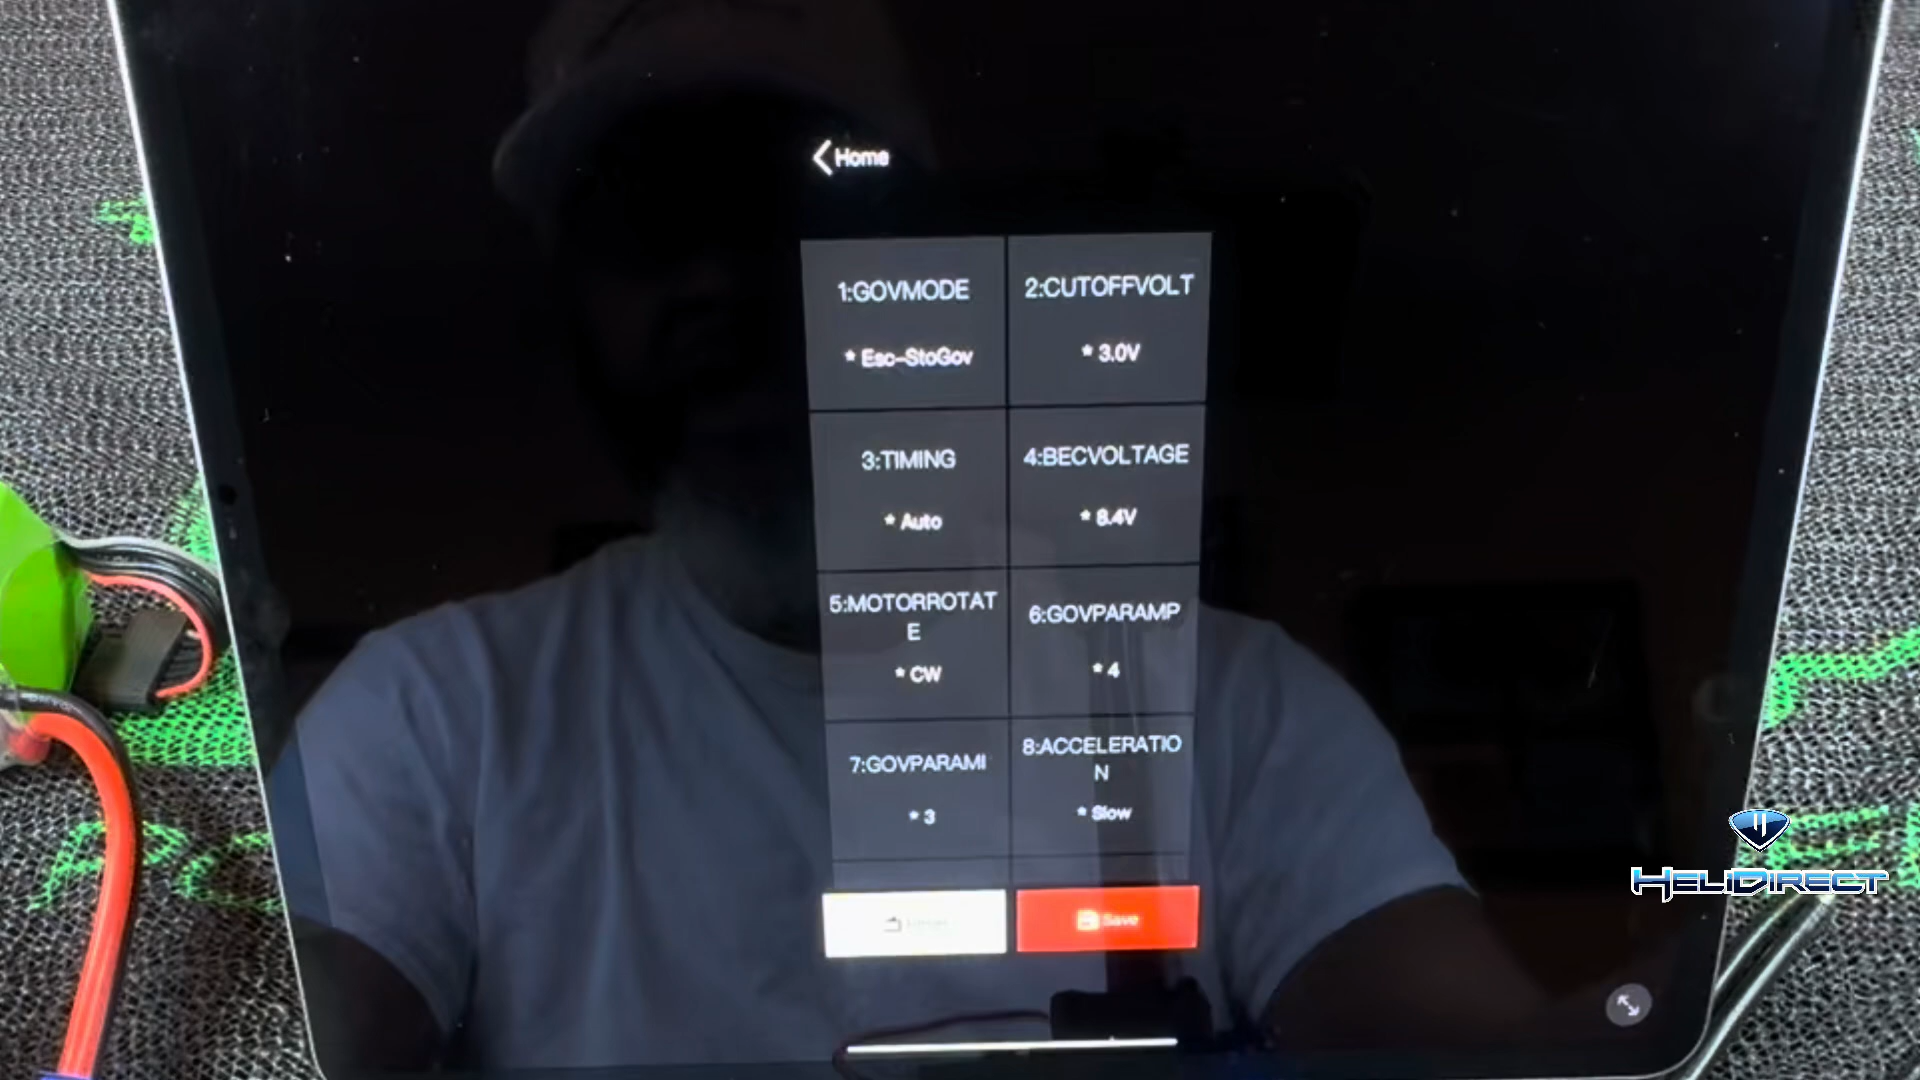 Home
1:GOVMODE
* Esc-StoGov
2:CUTOFFVOLT
* 3.0V
3:TIMING
* Auto
4:BECVOLTAGE
* 8.4V
5:MOTORROTAT
E
* CW
6:GOVPARAMP
* 4
7:GOVPARAMI
* 3
8:ACCELERATIO
N
* Slow
Save
HELIDIRECT